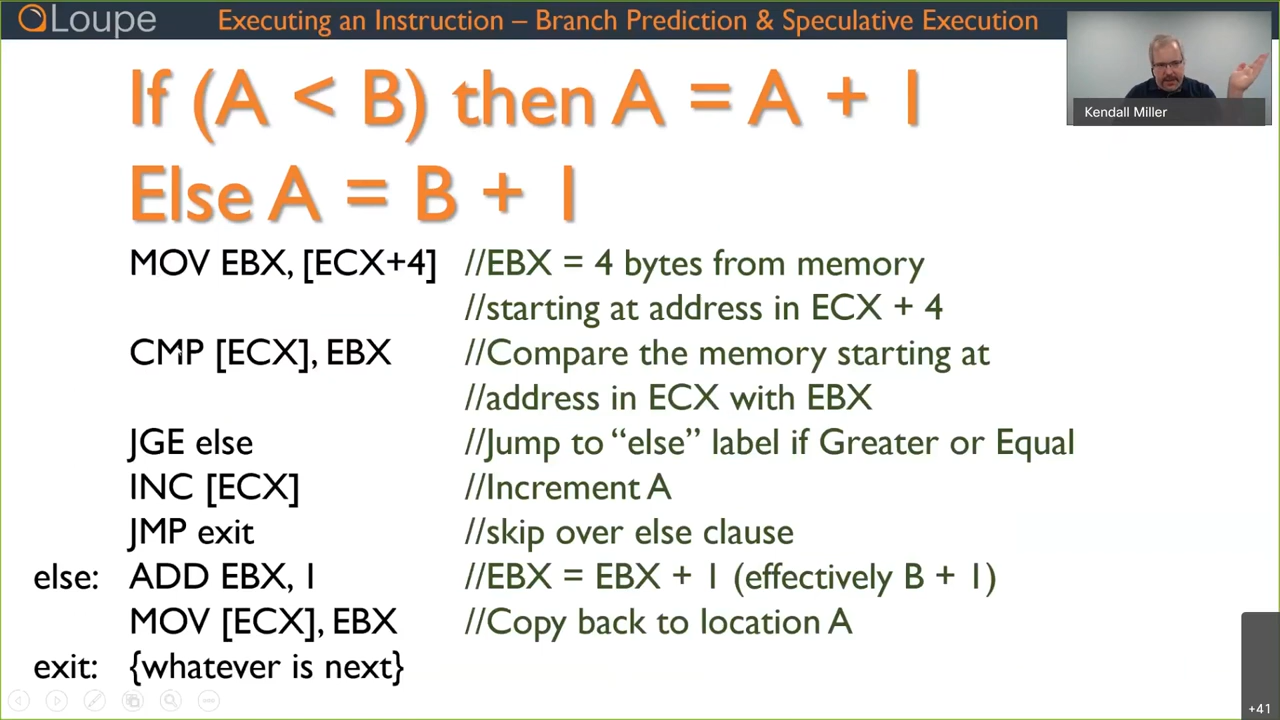 Loupe
Executing an Instruction – Branch Prediction & Speculative Execution
Kendall Miller
If (A < B) then A = A + 1
Else A = B + 1
MOV EBX, [ECX+4] //EBX = 4 bytes from memory
//starting at address in ECX + 4
CMP [ECX], EBX //Compare the memory starting at
//address in ECX with EBX
JGE else //Jump to “else” label if Greater or Equal
INC [ECX] //Increment A
JMP exit //skip over else clause
else: ADD EBX, 1 //EBX = EBX + 1 (effectively B + 1)
MOV [ECX], EBX //Copy back to location A
exit: {whatever is next}
+41